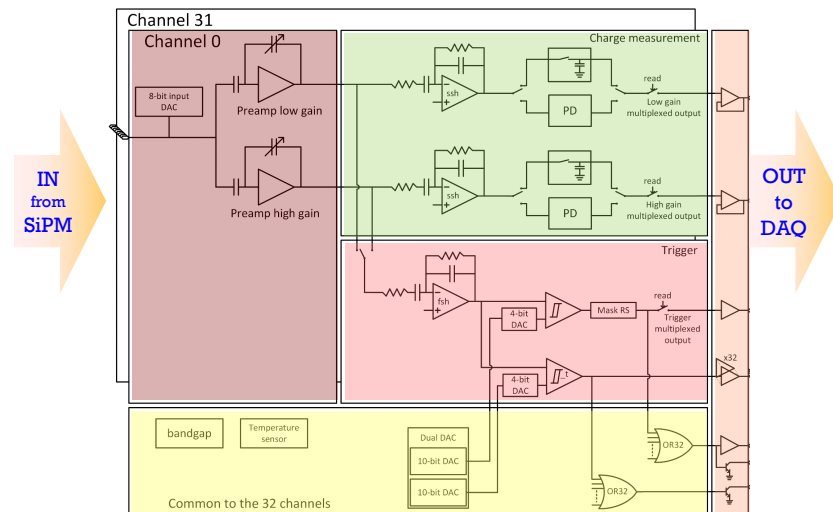 Channel 31
Channel 0
8-bit input
DAC
Preamp low gain
Preamp high gain
IN
from
SiPM
Charge measurement
ssh
PD
read
Low gain
multiplexed output
ssh
PD
read
High gain
multiplexed output
OUT
to
DAQ
Trigger
fsh
4-bit
DAC
Mask RS
read
Trigger
multiplexed
output
4-bit
DAC
_t
x32
bandgap
Temperature
sensor
Dual DAC
10-bit DAC
10-bit DAC
OR32
OR32
Common to the 32 channels